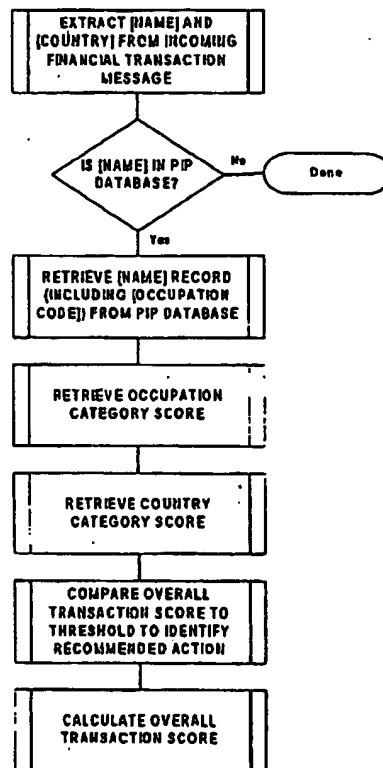 EXTRACT [NAME] AND
[COUNTRY] FROM INCOMING
FINANCIAL TRANSACTION
MESSAGE
IS [NAME] IN PIP
DATABASE?
No
Done
Yes
RETRIEVE [NAME] RECORD
(INCLUDING [OCCUPATION
CODE]) FROM PIP DATABASE
RETRIEVE OCCUPATION
CATEGORY SCORE
RETRIEVE COUNTRY
CATEGORY SCORE
COMPARE OVERALL
TRANSACTION SCORE TO
THRESHOLD TO IDENTIFY
RECOMMENDED ACTION
CALCULATE OVERALL
TRANSACTION SCORE